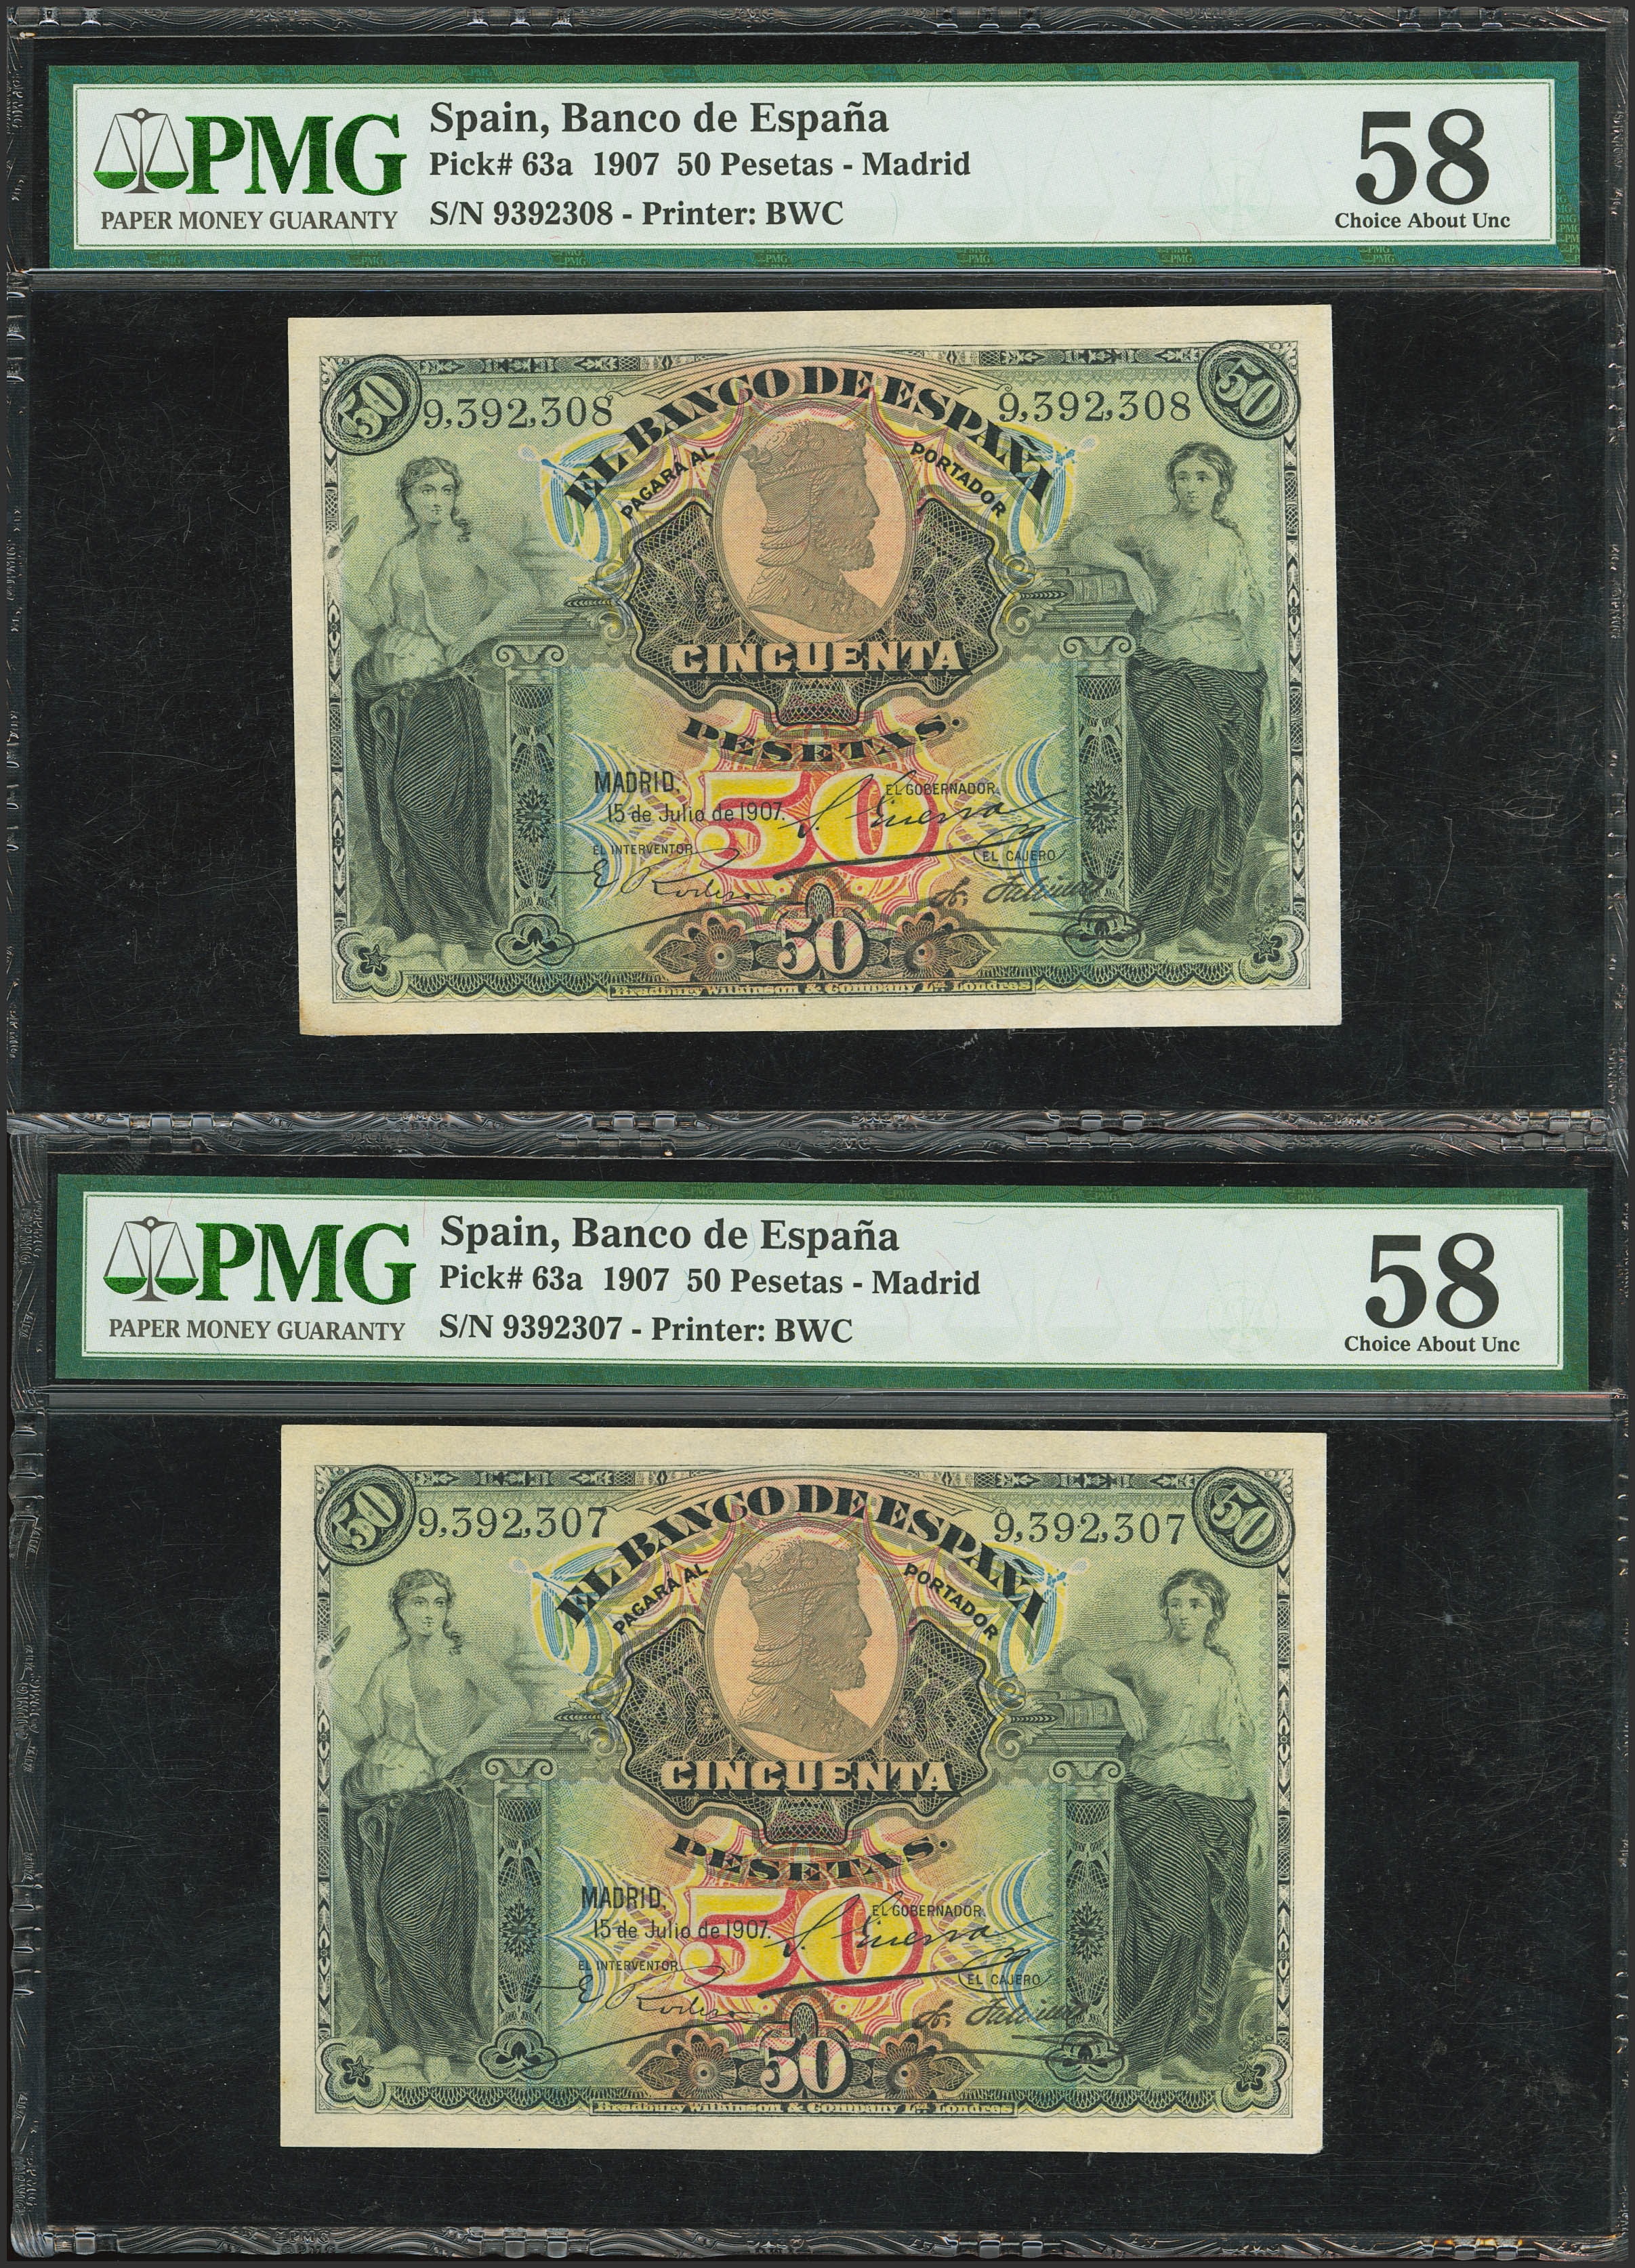 PMG
PAPER MONEY GUARANTY
Spain, Banco de España
Pick# 63a 1907 50 Pesetas - Madrid
S/N 9392308 - Printer: BWC
58
Choice About Unc
50
9,392,308
9,392,308
50
EL BANCO DE ESPAÑA
PAGARA AL
PORTADOR
CINCUENTA
PESETAS.
50
MADRID,
15 de Julio de 1907.
EL GOBERNADOR.
EL INTERVENTOR.
EL CAJERO
50
Bradbury Wilkinson & Company Ld. Londres
PMG
PAPER MONEY GUARANTY
Spain, Banco de España
Pick# 63a 1907 50 Pesetas - Madrid
S/N 9392307 - Printer: BWC
58
Choice About Unc
50
9,392,307
9,392,307
50
EL BANCO DE ESPAÑA
PAGARA AL
PORTADOR
CINCUENTA
PESETAS.
50
MADRID,
15 de Julio de 1907.
EL GOBERNADOR.
EL INTERVENTOR.
EL CAJERO
50
Bradbury Wilkinson & Company Ld. Londres